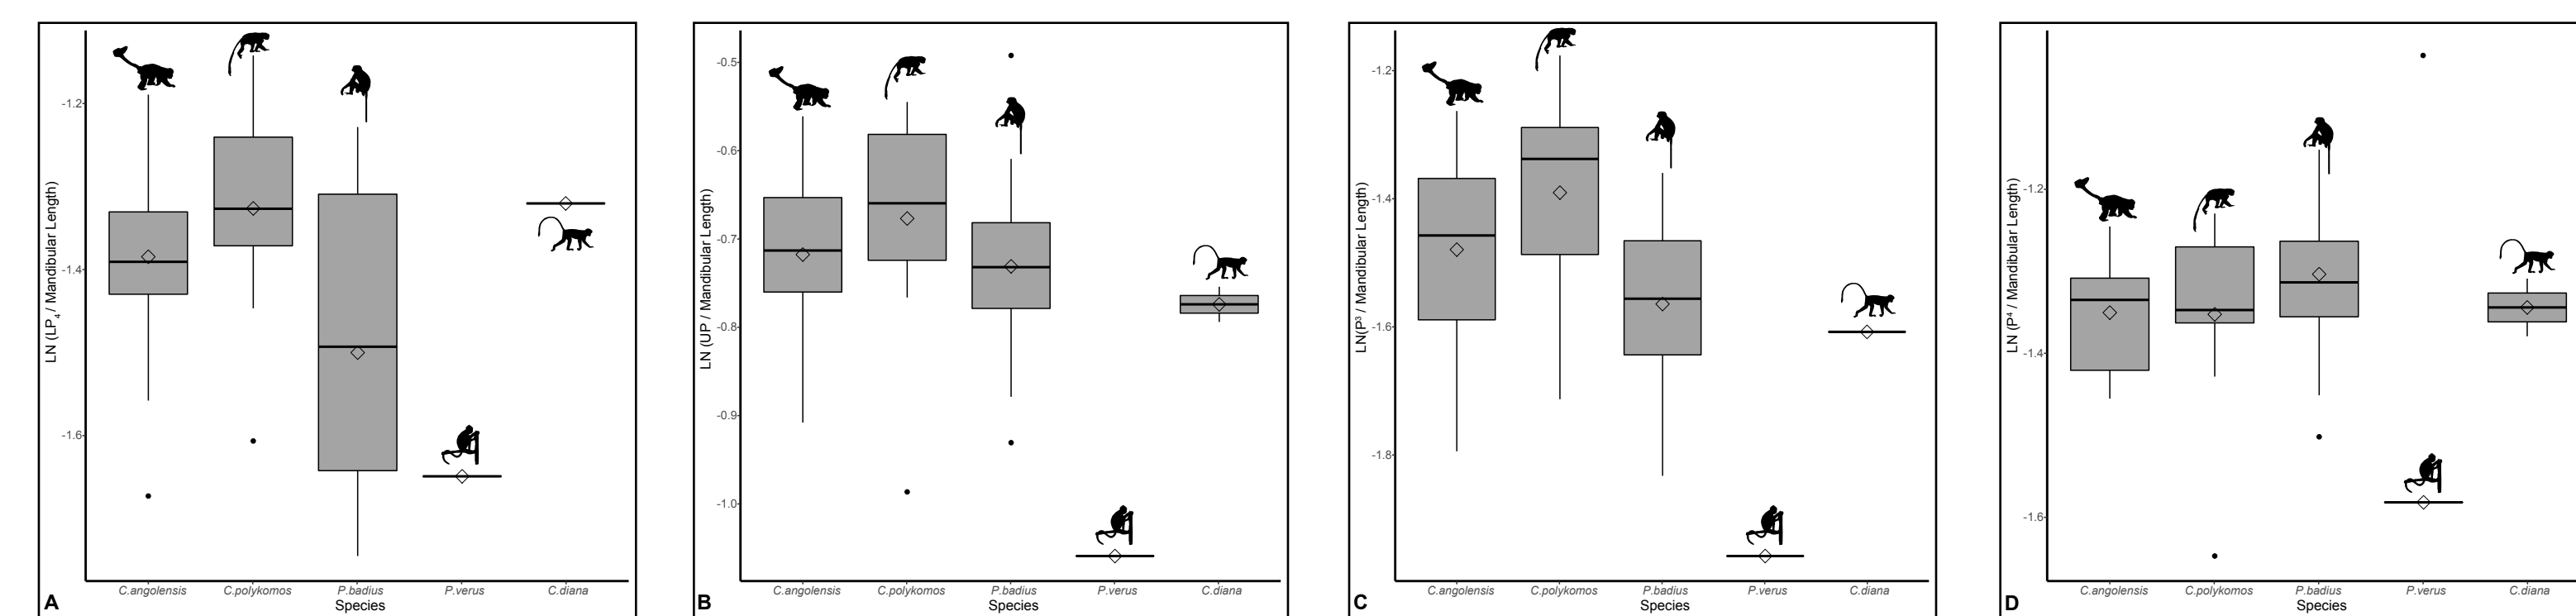 LN (LP4 / Mandibular Length)
-1.2
-1.4
-1.6
C.angolensis C.polykomos P.badius P.verus C.diana
Species
A
LN (UP / Mandibular Length)
-0.5
-0.6
-0.7
-0.8
-0.9
-1.0
C.angolensis C.polykomos P.badius P.verus C.diana
Species
B
LN(P³ / Mandibular Length)
-1.2
-1.4
-1.6
-1.8
C.angolensis C.polykomos P.badius P.verus C.diana
Species
C
LN (P⁴ / Mandibular Length)
-1.2
-1.4
-1.6
C.angolensis C.polykomos P.badius P.verus C.diana
Species
D